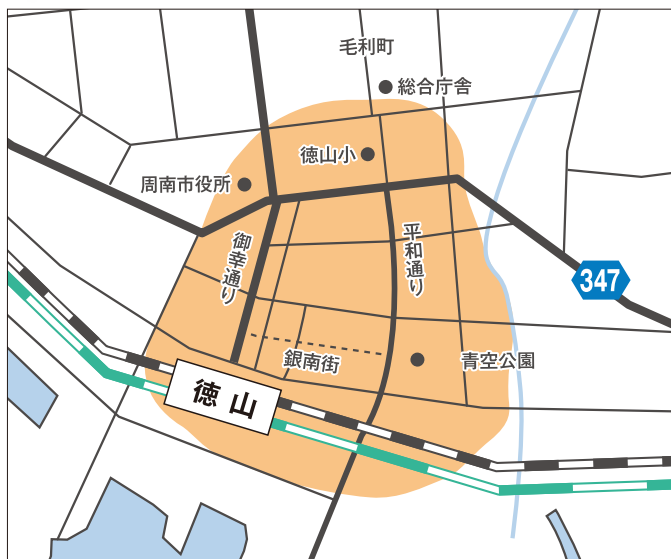 毛利町
総合庁舎
徳山小
周南市役所
御幸通り
平和通り
347
銀南街
青空公園
徳山